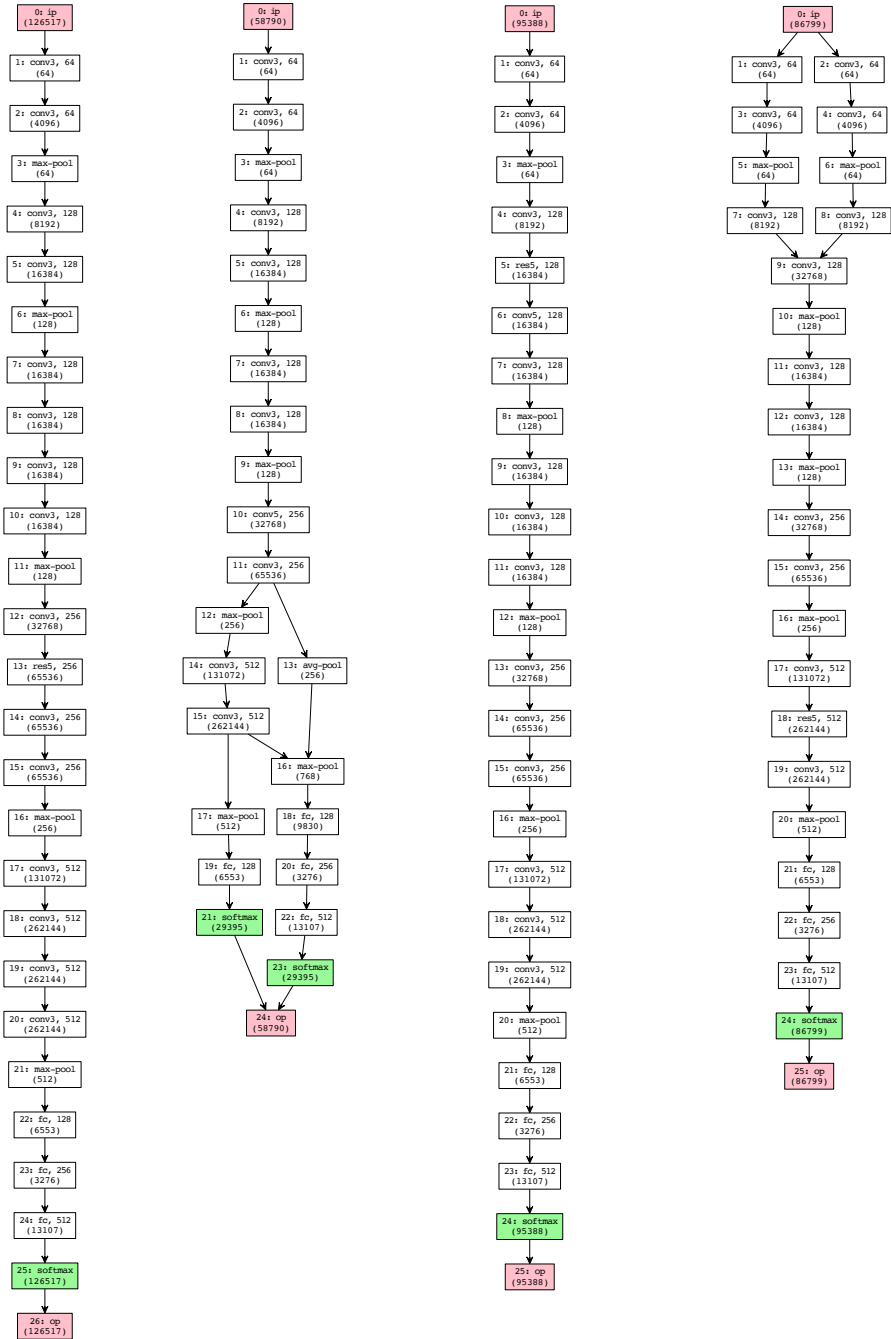 0: ip
(126517)
1: conv3, 64
(64)
2: conv3, 64
(4096)
3: max-pool
(64)
4: conv3, 128
(8192)
5: conv3, 128
(16384)
6: max-pool
(128)
7: conv3, 128
(16384)
8: conv3, 128
(16384)
9: conv3, 128
(16384)
10: conv3, 128
(16384)
11: max-pool
(128)
12: conv3, 256
(32768)
13: res5, 256
(65536)
14: conv3, 256
(65536)
15: conv3, 256
(65536)
16: max-pool
(256)
17: conv3, 512
(131072)
18: conv3, 512
(262144)
19: conv3, 512
(262144)
20: conv3, 512
(262144)
21: max-pool
(512)
22: fc, 128
(6553)
23: fc, 256
(3276)
24: fc, 512
(13107)
25: softmax
(126517)
26: op
(126517)
0: ip
(58790)
1: conv3, 64
(64)
2: conv3, 64
(4096)
3: max-pool
(64)
4: conv3, 128
(8192)
5: conv3, 128
(16384)
6: max-pool
(128)
7: conv3, 128
(16384)
8: conv3, 128
(16384)
9: max-pool
(128)
10: conv5, 256
(32768)
11: conv3, 256
(65536)
12: max-pool
(256)
14: conv3, 512
(131072)
13: avg-pool
(256)
15: conv3, 512
(262144)
16: max-pool
(768)
17: max-pool
(512)
18: fc, 128
(9830)
19: fc, 128
(6553)
20: fc, 256
(3276)
21: softmax
(29395)
22: fc, 512
(13107)
23: softmax
(29395)
24: op
(58790)
0: ip
(95388)
1: conv3, 64
(64)
2: conv3, 64
(4096)
3: max-pool
(64)
4: conv3, 128
(8192)
5: res5, 128
(16384)
6: conv5, 128
(16384)
7: conv3, 128
(16384)
8: max-pool
(128)
9: conv3, 128
(16384)
10: conv3, 128
(16384)
11: conv3, 128
(16384)
12: max-pool
(128)
13: conv3, 256
(32768)
14: conv3, 256
(65536)
15: conv3, 256
(65536)
16: max-pool
(256)
17: conv3, 512
(131072)
18: conv3, 512
(262144)
19: conv3, 512
(262144)
20: max-pool
(512)
21: fc, 128
(6553)
22: fc, 256
(3276)
23: fc, 512
(13107)
24: softmax
(95388)
25: op
(95388)
0: ip
(86799)
1: conv3, 64
(64)
2: conv3, 64
(64)
3: conv3, 64
(4096)
4: conv3, 64
(4096)
5: max-pool
(64)
6: max-pool
(64)
7: conv3, 128
(8192)
8: conv3, 128
(8192)
9: conv3, 128
(32768)
10: max-pool
(128)
11: conv3, 128
(16384)
12: conv3, 128
(16384)
13: max-pool
(128)
14: conv3, 256
(32768)
15: conv3, 256
(65536)
16: max-pool
(256)
17: conv3, 512
(131072)
18: res5, 512
(262144)
19: conv3, 512
(262144)
20: max-pool
(512)
21: fc, 128
(6553)
22: fc, 256
(3276)
23: fc, 512
(13107)
24: softmax
(86799)
25: op
(86799)